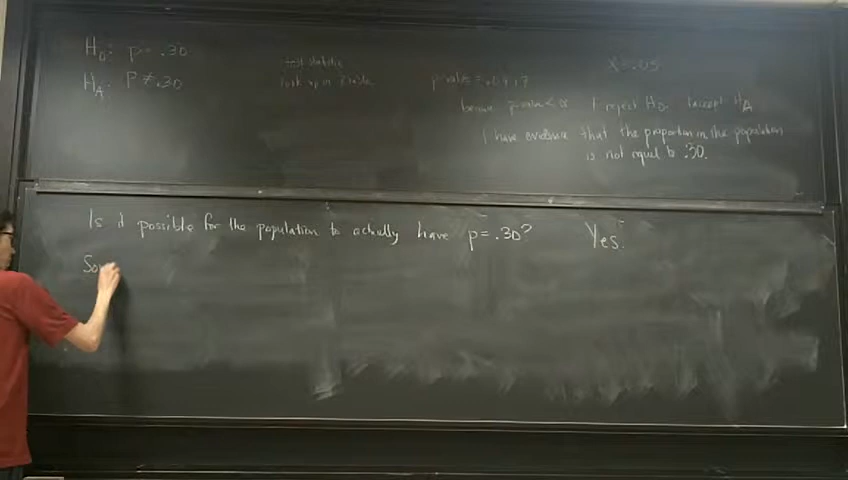 H₀: p = .30
H_A: P ≠ .30
test statistic
look up in Z table
p-value = .0417
α = .05
because p-value < α I reject H₀. I accept H_A
I have evidence that the proportion in the population
is not equal to .30.
Is it possible for the population to actually have p = .30? Yes.
So